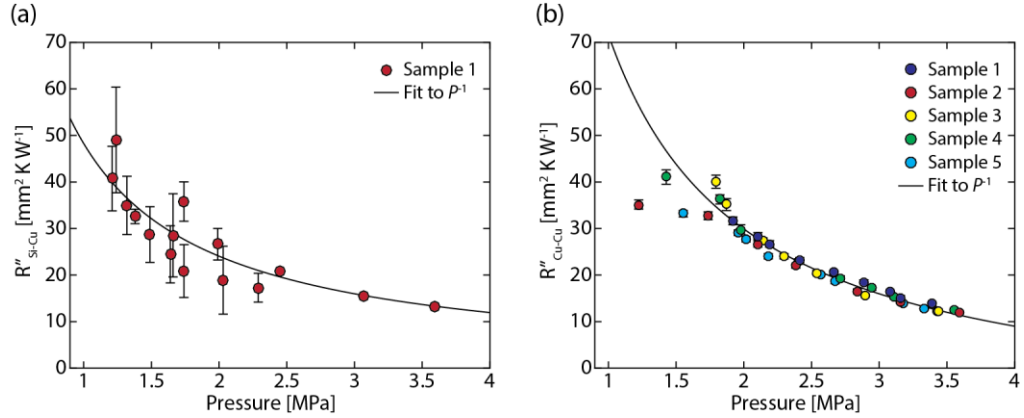 (a)
70
60
50
40
30
20
10
0
R″Si-Cu [mm² K W⁻¹]
Sample 1
Fit to P⁻¹
1 1.5 2 2.5 3 3.5 4
Pressure [MPa]
(b)
70
60
50
40
30
20
10
0
R″Cu-Cu [mm² K W⁻¹]
Sample 1
Sample 2
Sample 3
Sample 4
Sample 5
Fit to P⁻¹
1 1.5 2 2.5 3 3.5 4
Pressure [MPa]